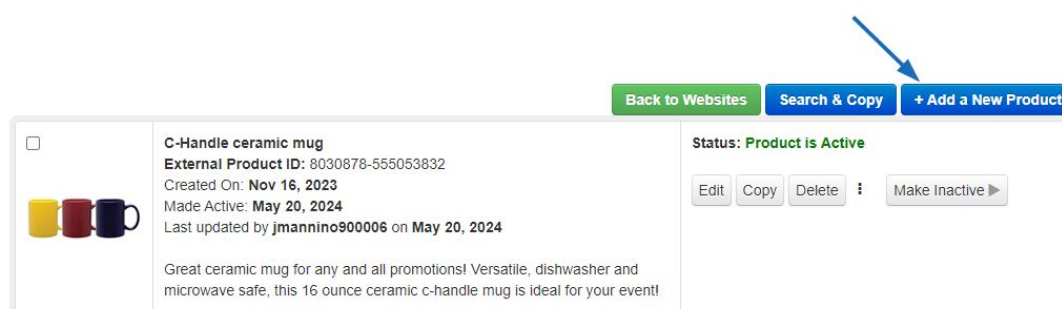 Back to Websites
Search & Copy
+ Add a New Product
C-Handle ceramic mug
External Product ID: 8030878-555053832
Created On: Nov 16, 2023
Made Active: May 20, 2024
Last updated by jmannino900006 on May 20, 2024
Great ceramic mug for any and all promotions! Versatile, dishwasher and
microwave safe, this 16 ounce ceramic c-handle mug is ideal for your event!
Status: Product is Active
Edit
Copy
Delete
Make Inactive